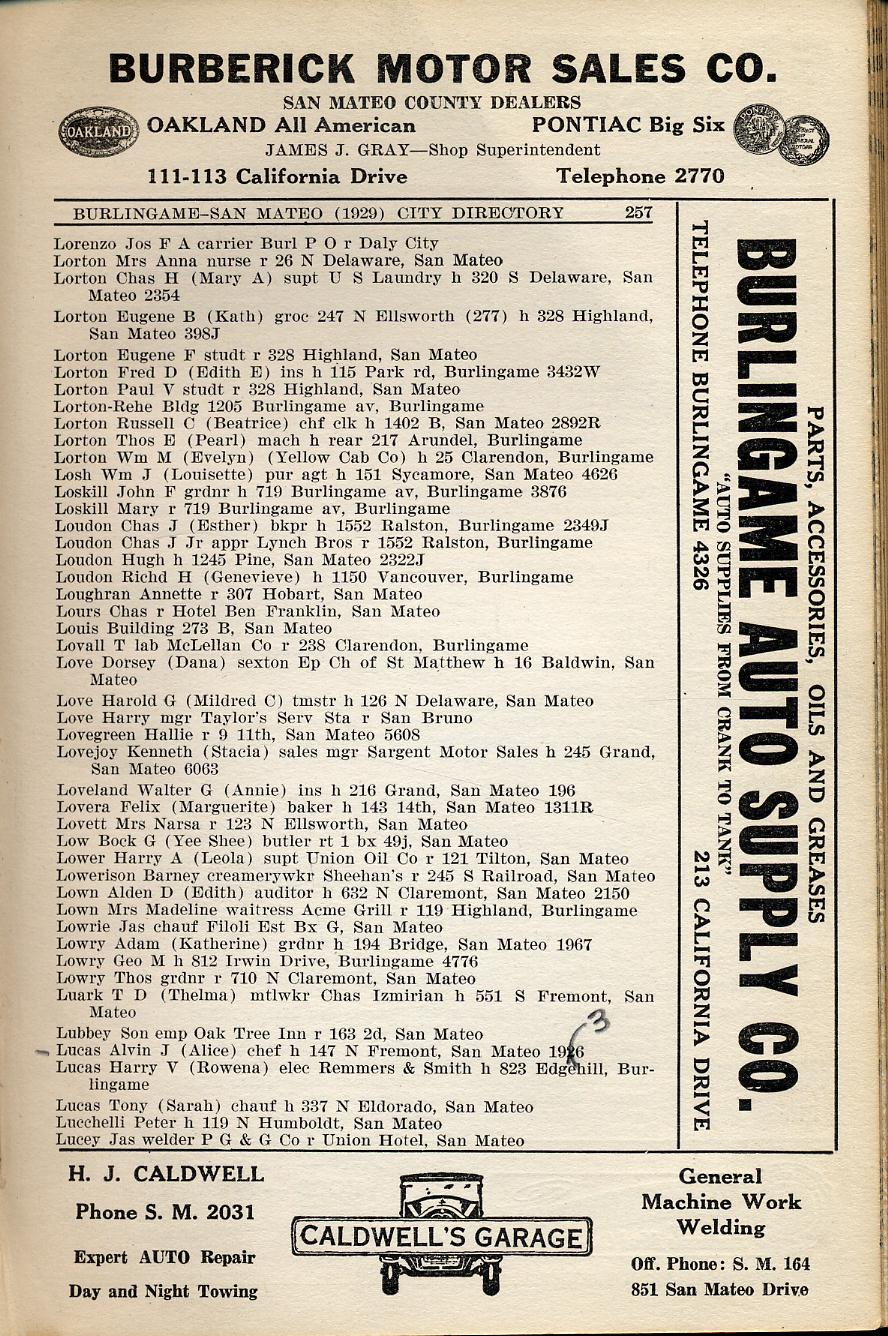 BURBERICK MOTOR SALES CO.
SAN MATEO COUNTY DEALERS
OAKLAND
OAKLAND All American PONTIAC Big Six
PONTIAC
JAMES J. GRAY—Shop Superintendent
111-113 California Drive Telephone 2770
BURLINGAME-SAN MATEO (1929) CITY DIRECTORY 257
Lorenzo Jos F A carrier Burl P O r Daly City
Lorton Mrs Anna nurse r 26 N Delaware, San Mateo
Lorton Chas H (Mary A) supt U S Laundry h 320 S Delaware, San
Mateo 2354
Lorton Eugene B (Kath) groc 247 N Ellsworth (277) h 328 Highland,
San Mateo 398J
Lorton Eugene F studt r 328 Highland, San Mateo
Lorton Fred D (Edith E) ins h 115 Park rd, Burlingame 3432W
Lorton Paul V studt r 328 Highland, San Mateo
Lorton-Rehe Bldg 1205 Burlingame av, Burlingame
Lorton Russell C (Beatrice) chf clk h 1402 B, San Mateo 2892R
Lorton Thos E (Pearl) mach h rear 217 Arundel, Burlingame
Lorton Wm M (Evelyn) (Yellow Cab Co) h 25 Clarendon, Burlingame
Losh Wm J (Louisette) pur agt h 151 Sycamore, San Mateo 4626
Loskill John F grdnr h 719 Burlingame av, Burlingame 3876
Loskill Mary r 719 Burlingame av, Burlingame
Loudon Chas J (Esther) bkpr h 1552 Ralston, Burlingame 2349J
Loudon Chas J Jr appr Lynch Bros r 1552 Ralston, Burlingame
Loudon Hugh h 1245 Pine, San Mateo 2322J
Loudon Richd H (Genevieve) h 1150 Vancouver, Burlingame
Loughran Annette r 307 Hobart, San Mateo
Lours Chas r Hotel Ben Franklin, San Mateo
Louis Building 273 B, San Mateo
Lovall T lab McLellan Co r 238 Clarendon, Burlingame
Love Dorsey (Dana) sexton Ep Ch of St Matthew h 16 Baldwin, San
Mateo
Love Harold G (Mildred C) tmstr h 126 N Delaware, San Mateo
Love Harry mgr Taylor's Serv Sta r San Bruno
Lovegreen Hallie r 9 11th, San Mateo 5608
Lovejoy Kenneth (Stacia) sales mgr Sargent Motor Sales h 245 Grand,
San Mateo 6063
Loveland Walter G (Annie) ins h 216 Grand, San Mateo 196
Lovera Felix (Marguerite) baker h 143 14th, San Mateo 1311R
Lovett Mrs Narsa r 123 N Ellsworth, San Mateo
Low Bock G (Yee Shee) butler rt 1 bx 49j, San Mateo
Lower Harry A (Leola) supt Union Oil Co r 121 Tilton, San Mateo
Lowerison Barney creamerywkr Sheehan's r 245 S Railroad, San Mateo
Lown Alden D (Edith) auditor h 632 N Claremont, San Mateo 2150
Lown Mrs Madeline waitress Acme Grill r 119 Highland, Burlingame
Lowrie Jas chauf Filoli Est Bx G, San Mateo
Lowry Adam (Katherine) grdnr h 194 Bridge, San Mateo 1967
Lowry Geo M h 812 Irwin Drive, Burlingame 4776
Lowry Thos grdnr r 710 N Claremont, San Mateo
Luark T D (Thelma) mtlwkr Chas Izmirian h 551 S Fremont, San
Mateo
Lubbey Son emp Oak Tree Inn r 163 2d, San Mateo
3
Lucas Alvin J (Alice) chef h 147 N Fremont, San Mateo 1926
Lucas Harry V (Rowena) elec Remmers & Smith h 823 Edgehill, Bur-
lingame
Lucas Tony (Sarah) chauf h 337 N Eldorado, San Mateo
Lucchelli Peter h 119 N Humboldt, San Mateo
Lucey Jas welder P G & G Co r Union Hotel, San Mateo
PARTS, ACCESSORIES, OILS AND GREASES
BURLINGAME AUTO SUPPLY CO.
"AUTO SUPPLIES FROM CRANK TO TANK"
TELEPHONE BURLINGAME 4326 213 CALIFORNIA DRIVE
H. J. CALDWELL
Phone S. M. 2031
Expert AUTO Repair
Day and Night Towing
CALDWELL'S GARAGE
General
Machine Work
Welding
Off. Phone: S. M. 164
851 San Mateo Drive